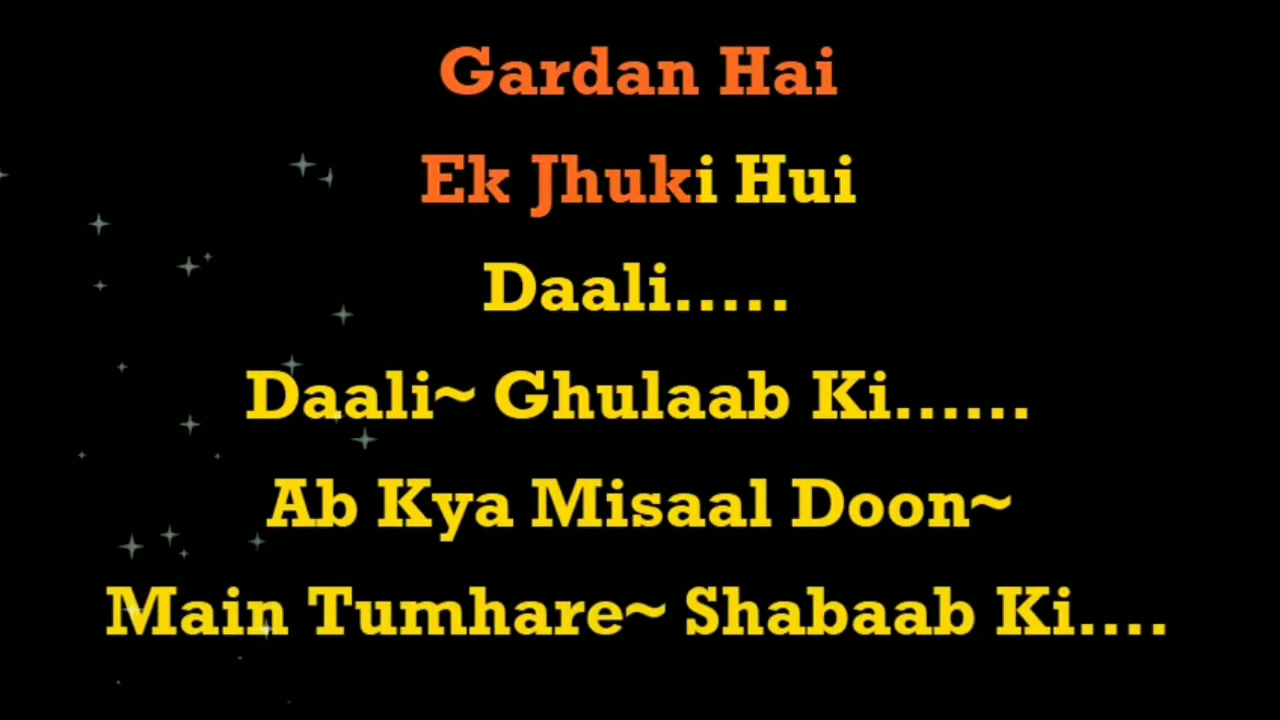 Gardan Hai
Ek Jhuki Hui
Daali.....
Daali~ Ghulaab Ki......
Ab Kya Misaal Doon~
Main Tumhare~ Shabaab Ki....